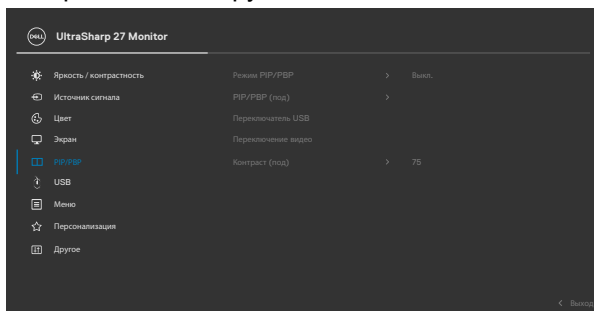 DELL UltraSharp 27 Monitor
Яркость / контрастность Режим PIP/PBP Выкл.
Источник сигнала PIP/PBP (под)
Цвет Переключатель USB
Экран Переключение видео
PIP/PBP Контраст (под) 75
USB
Меню
Персонализация
Другое
Выход